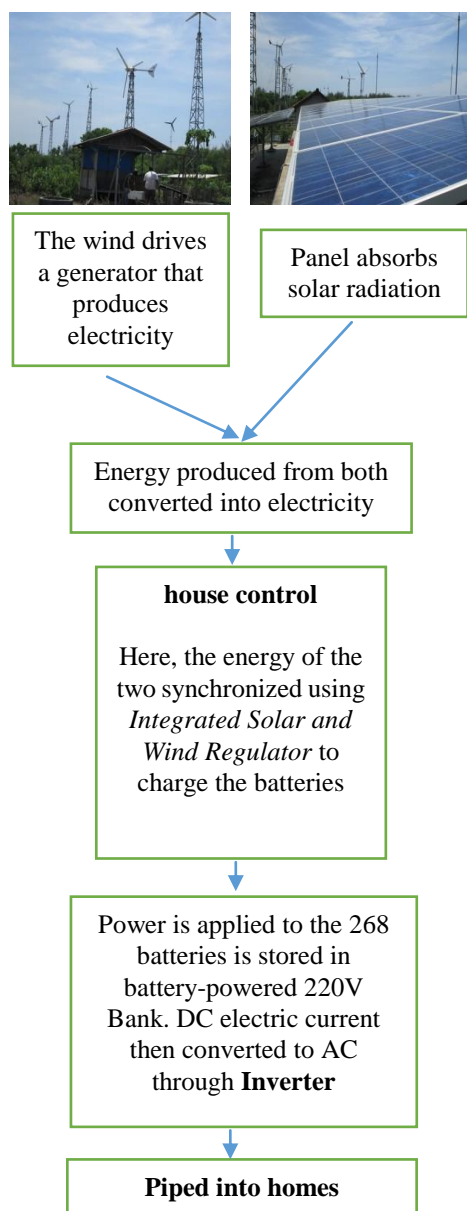 The wind drives
a generator that
produces
electricity
Panel absorbs
solar radiation
Energy produced from both
converted into electricity
house control
Here, the energy of the
two synchronized using
Integrated Solar and
Wind Regulator to
charge the batteries
Power is applied to the 268
batteries is stored in
battery-powered 220V
Bank. DC electric current
then converted to AC
through Inverter
Piped into homes